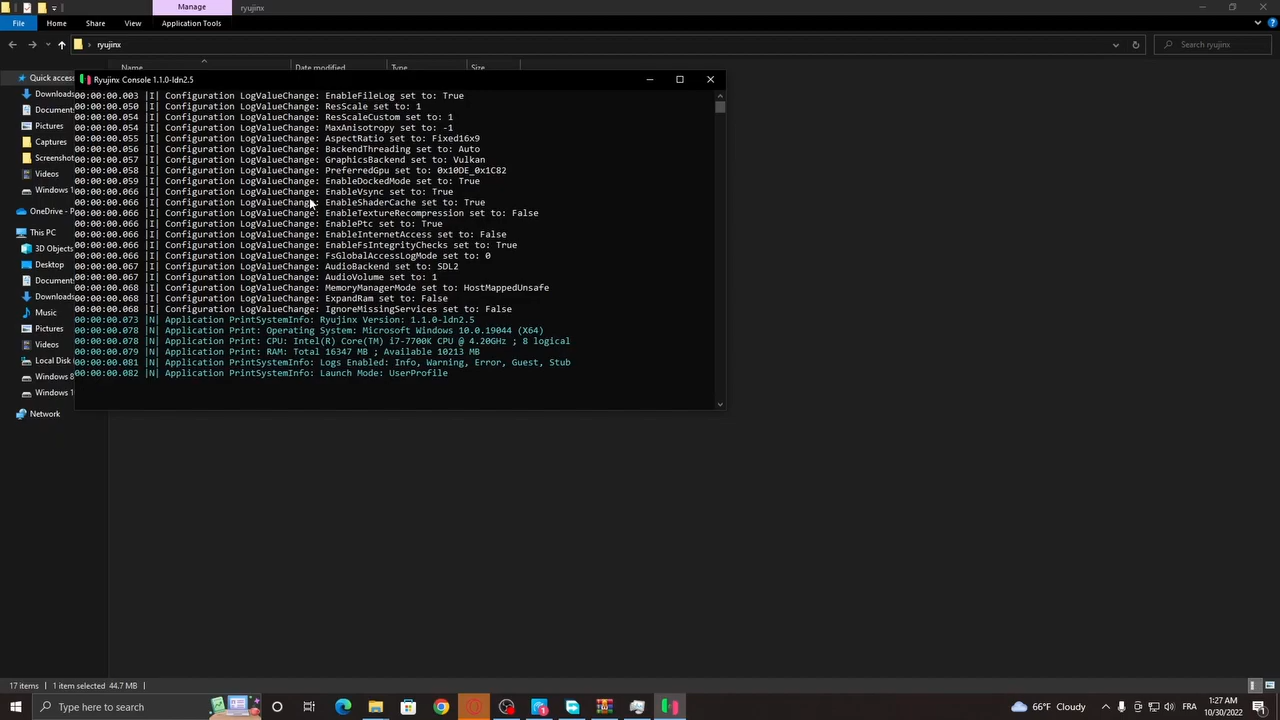 Manage
ryujinx
File
Home
Share
View
Application Tools
ryujinx
Search ryujinx
Name
Date modified
Type
Size
Quick access
Downloads
Document
Pictures
Captures
Screenshot
Videos
Windows 1
OneDrive - P
This PC
3D Objects
Desktop
Document
Downloads
Music
Pictures
Videos
Local Disk
Windows 8
Windows 1
Network
Ryujinx Console 1.1.0-ldn2.5
00:00:00.003 |I| Configuration LogValueChange: EnableFileLog set to: True
00:00:00.050 |I| Configuration LogValueChange: ResScale set to: 1
00:00:00.054 |I| Configuration LogValueChange: ResScaleCustom set to: 1
00:00:00.054 |I| Configuration LogValueChange: MaxAnisotropy set to: -1
00:00:00.055 |I| Configuration LogValueChange: AspectRatio set to: Fixed16x9
00:00:00.056 |I| Configuration LogValueChange: BackendThreading set to: Auto
00:00:00.057 |I| Configuration LogValueChange: GraphicsBackend set to: Vulkan
00:00:00.058 |I| Configuration LogValueChange: PreferredGpu set to: 0x10DE_0x1C82
00:00:00.059 |I| Configuration LogValueChange: EnableDockedMode set to: True
00:00:00.066 |I| Configuration LogValueChange: EnableVsync set to: True
00:00:00.066 |I| Configuration LogValueChange: EnableShaderCache set to: True
00:00:00.066 |I| Configuration LogValueChange: EnableTextureRecompression set to: False
00:00:00.066 |I| Configuration LogValueChange: EnablePtc set to: True
00:00:00.066 |I| Configuration LogValueChange: EnableInternetAccess set to: False
00:00:00.066 |I| Configuration LogValueChange: EnableFsIntegrityChecks set to: True
00:00:00.066 |I| Configuration LogValueChange: FsGlobalAccessLogMode set to: 0
00:00:00.067 |I| Configuration LogValueChange: AudioBackend set to: SDL2
00:00:00.067 |I| Configuration LogValueChange: AudioVolume set to: 1
00:00:00.068 |I| Configuration LogValueChange: MemoryManagerMode set to: HostMappedUnsafe
00:00:00.068 |I| Configuration LogValueChange: ExpandRam set to: False
00:00:00.068 |I| Configuration LogValueChange: IgnoreMissingServices set to: False
00:00:00.073 |N| Application PrintSystemInfo: Ryujinx Version: 1.1.0-ldn2.5
00:00:00.078 |N| Application Print: Operating System: Microsoft Windows 10.0.19044 (X64)
00:00:00.078 |N| Application Print: CPU: Intel(R) Core(TM) i7-7700K CPU @ 4.20GHz ; 8 logical
00:00:00.079 |N| Application Print: RAM: Total 16347 MB ; Available 10213 MB
00:00:00.081 |N| Application PrintSystemInfo: Logs Enabled: Info, Warning, Error, Guest, Stub
00:00:00.082 |N| Application PrintSystemInfo: Launch Mode: UserProfile
17 items
1 item selected 44.7 MB
Type here to search
66°F Cloudy
FRA
1:27 AM
10/30/2022